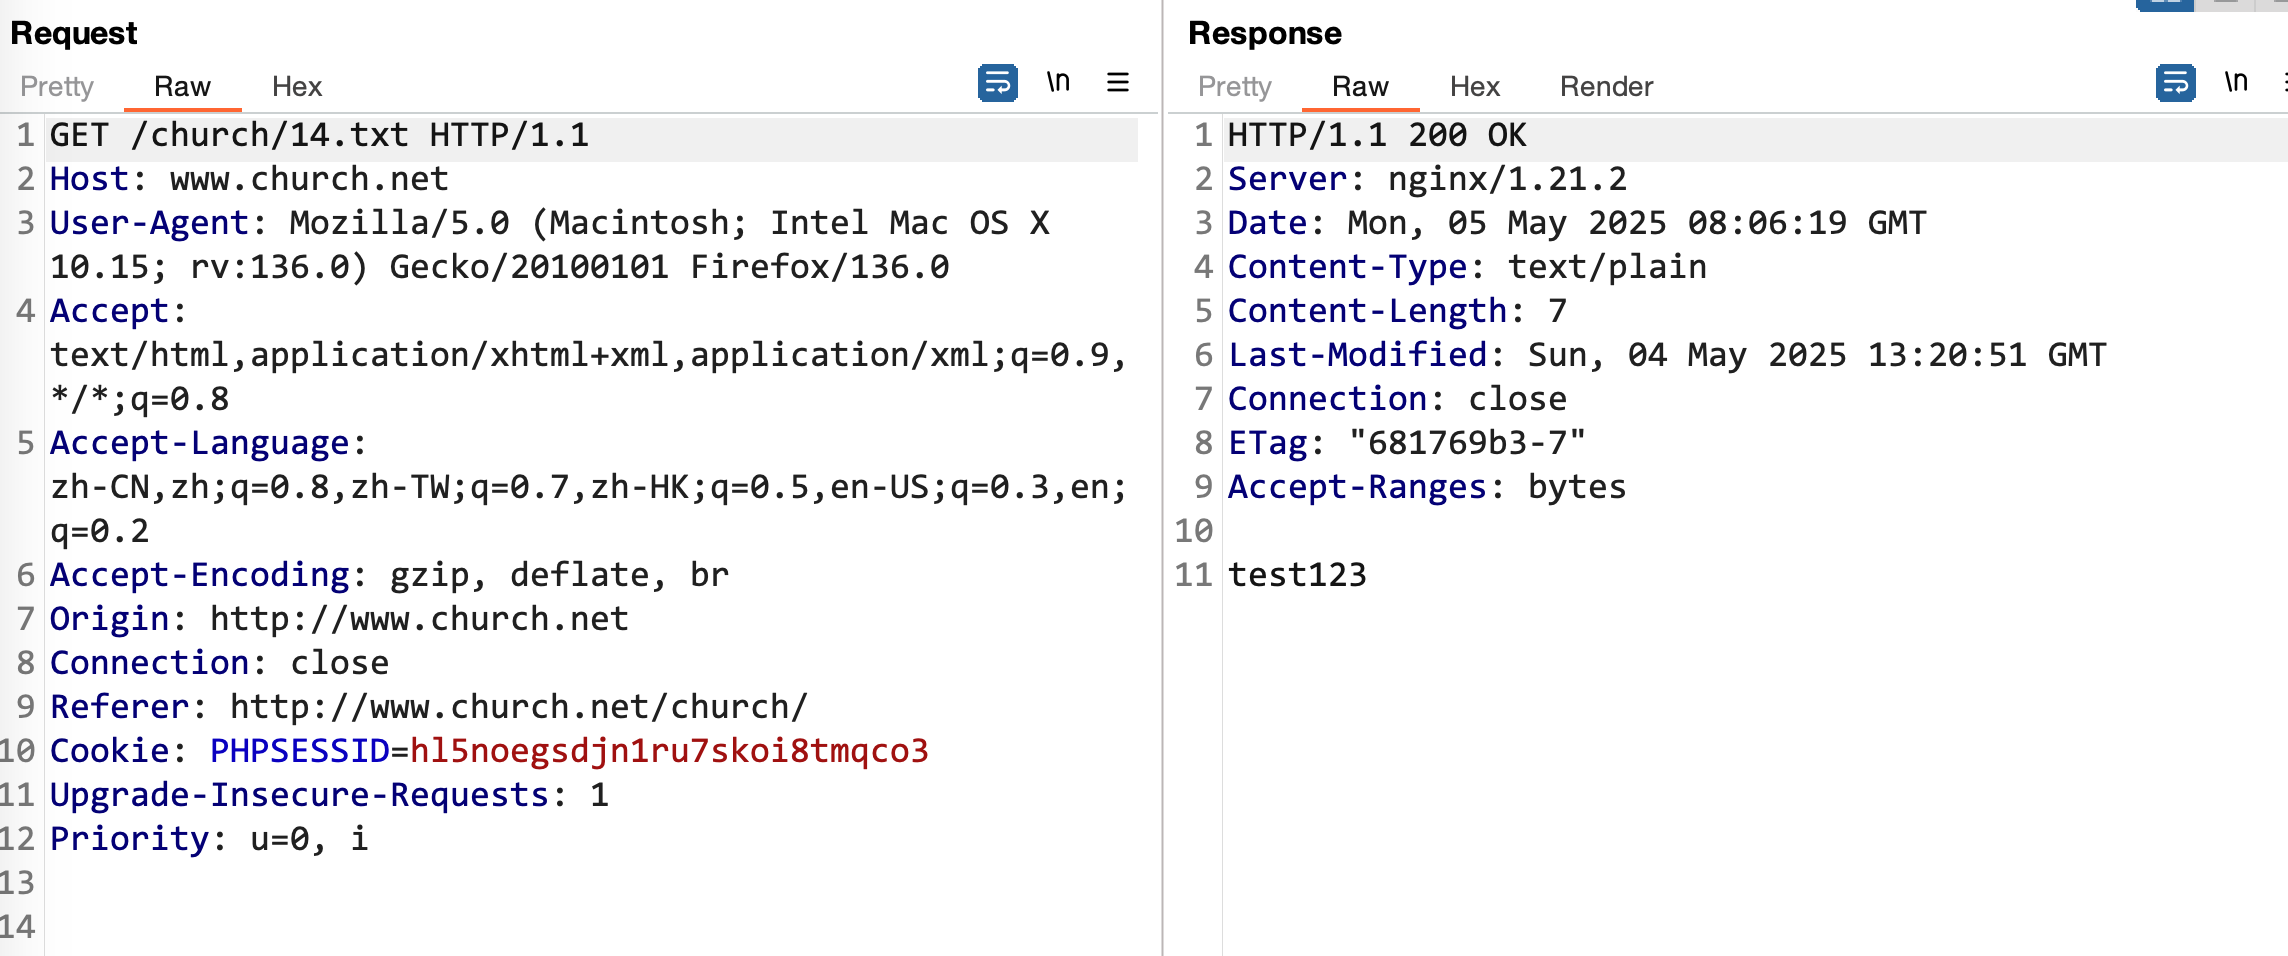 Request
Pretty Raw Hex \n
1 GET /church/14.txt HTTP/1.1
2 Host: www.church.net
3 User-Agent: Mozilla/5.0 (Macintosh; Intel Mac OS X
10.15; rv:136.0) Gecko/20100101 Firefox/136.0
4 Accept:
text/html,application/xhtml+xml,application/xml;q=0.9,
*/*;q=0.8
5 Accept-Language:
zh-CN,zh;q=0.8,zh-TW;q=0.7,zh-HK;q=0.5,en-US;q=0.3,en;
q=0.2
6 Accept-Encoding: gzip, deflate, br
7 Origin: http://www.church.net
8 Connection: close
9 Referer: http://www.church.net/church/
10 Cookie: PHPSESSID=hl5noegsdjn1ru7skoi8tmqco3
11 Upgrade-Insecure-Requests: 1
12 Priority: u=0, i
13
14
Response
Pretty Raw Hex Render \n
1 HTTP/1.1 200 OK
2 Server: nginx/1.21.2
3 Date: Mon, 05 May 2025 08:06:19 GMT
4 Content-Type: text/plain
5 Content-Length: 7
6 Last-Modified: Sun, 04 May 2025 13:20:51 GMT
7 Connection: close
8 ETag: "681769b3-7"
9 Accept-Ranges: bytes
10
11 test123